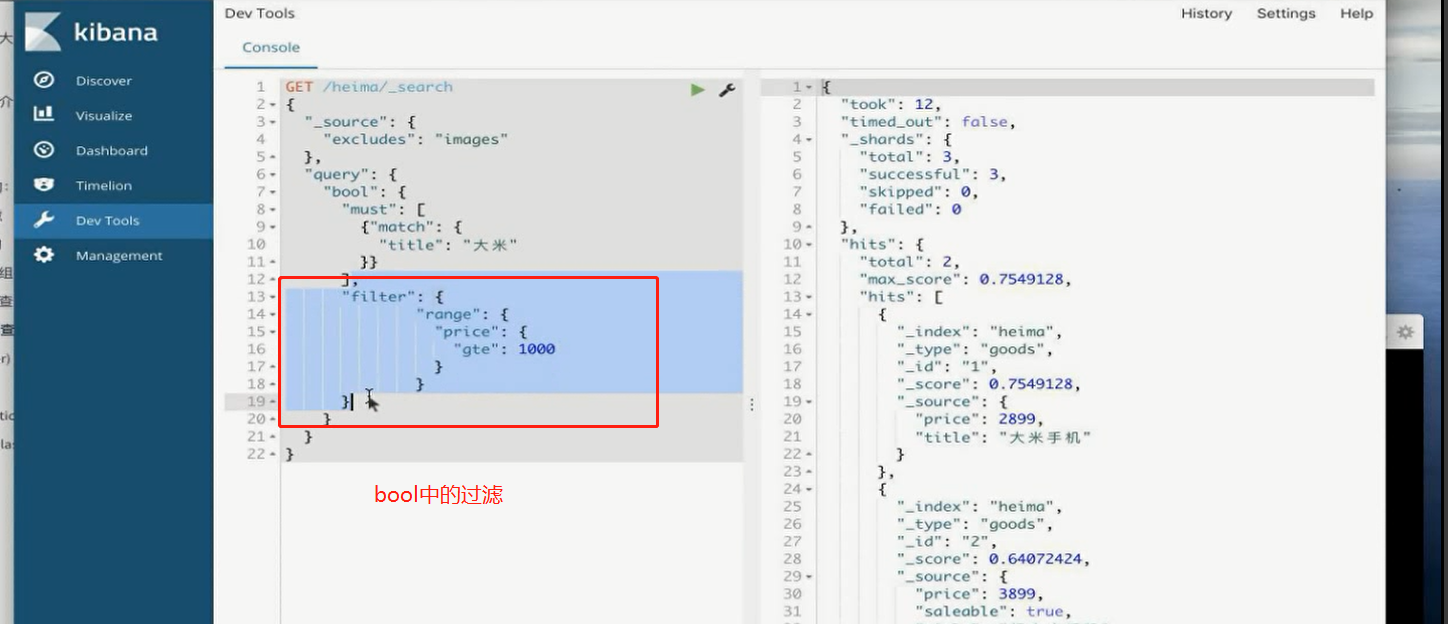 大
介
组
查
查
r)
tic
la:
kibana
Discover
Visualize
Dashboard
Timelion
Dev Tools
Management
Dev Tools
History Settings Help
Console
1 GET /heima/_search
2 {
3 "_source": {
4 "excludes": "images"
5 },
6 "query": {
7 "bool": {
8 "must": [
9 {"match": {
10 "title": "大米"
11 }}
12 ],
13 "filter": {
14 "range": {
15 "price": {
16 "gte": 1000
17 }
18 }
19 }
20 }
21 }
22 }
bool中的过滤
1 {
2 "took": 12,
3 "timed_out": false,
4 "_shards": {
5 "total": 3,
6 "successful": 3,
7 "skipped": 0,
8 "failed": 0
9 },
10 "hits": {
11 "total": 2,
12 "max_score": 0.7549128,
13 "hits": [
14 {
15 "_index": "heima",
16 "_type": "goods",
17 "_id": "1",
18 "_score": 0.7549128,
19 "_source": {
20 "price": 2899,
21 "title": "大米手机"
22 }
23 },
24 {
25 "_index": "heima",
26 "_type": "goods",
27 "_id": "2",
28 "_score": 0.64072424,
29 "_source": {
30 "price": 3899,
31 "saleable": true,